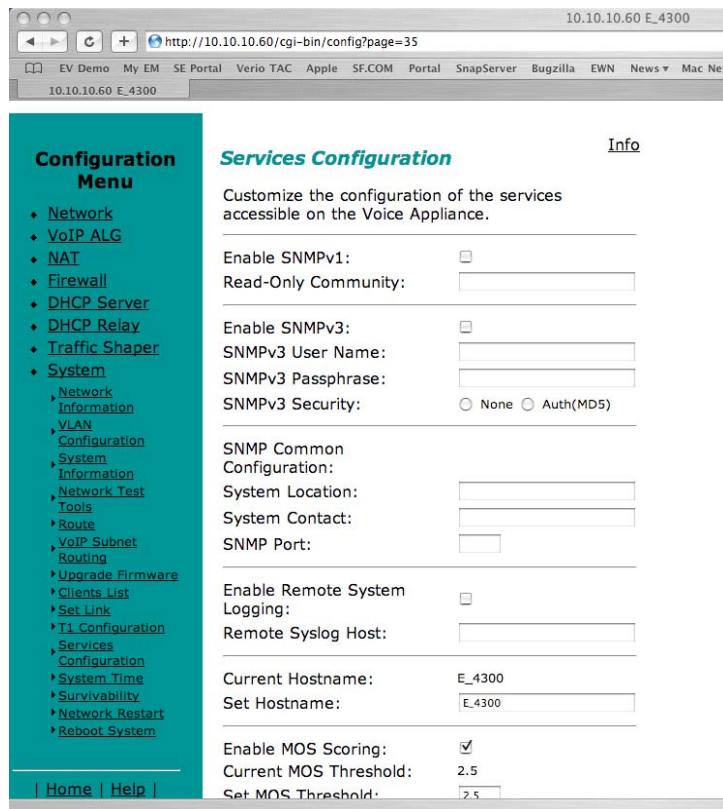 10.10.10.60 E_4300
http://10.10.10.60/cgi-bin/config?page=35
EV Demo My EM SE Portal Verio TAC Apple SF.COM Portal SnapServer Bugzilla EWN News Mac Ne
10.10.10.60 E_4300
Configuration
Menu
Network
VoIP ALG
NAT
Firewall
DHCP Server
DHCP Relay
Traffic Shaper
System
Network
Information
VLAN
Configuration
System
Information
Network Test
Tools
Route
VoIP Subnet
Routing
Upgrade Firmware
Clients List
Set Link
T1 Configuration
Services
Configuration
System Time
Survivability
Network Restart
Reboot System
| Home | Help |
Info
Services Configuration
Customize the configuration of the services
accessible on the Voice Appliance.
Enable SNMPv1:
Read-Only Community:
Enable SNMPv3:
SNMPv3 User Name:
SNMPv3 Passphrase:
SNMPv3 Security: None Auth(MD5)
SNMP Common
Configuration:
System Location:
System Contact:
SNMP Port:
Enable Remote System
Logging:
Remote Syslog Host:
Current Hostname: E_4300
Set Hostname: E_4300
Enable MOS Scoring:
Current MOS Threshold: 2.5
Set MOS Threshold: 2.5